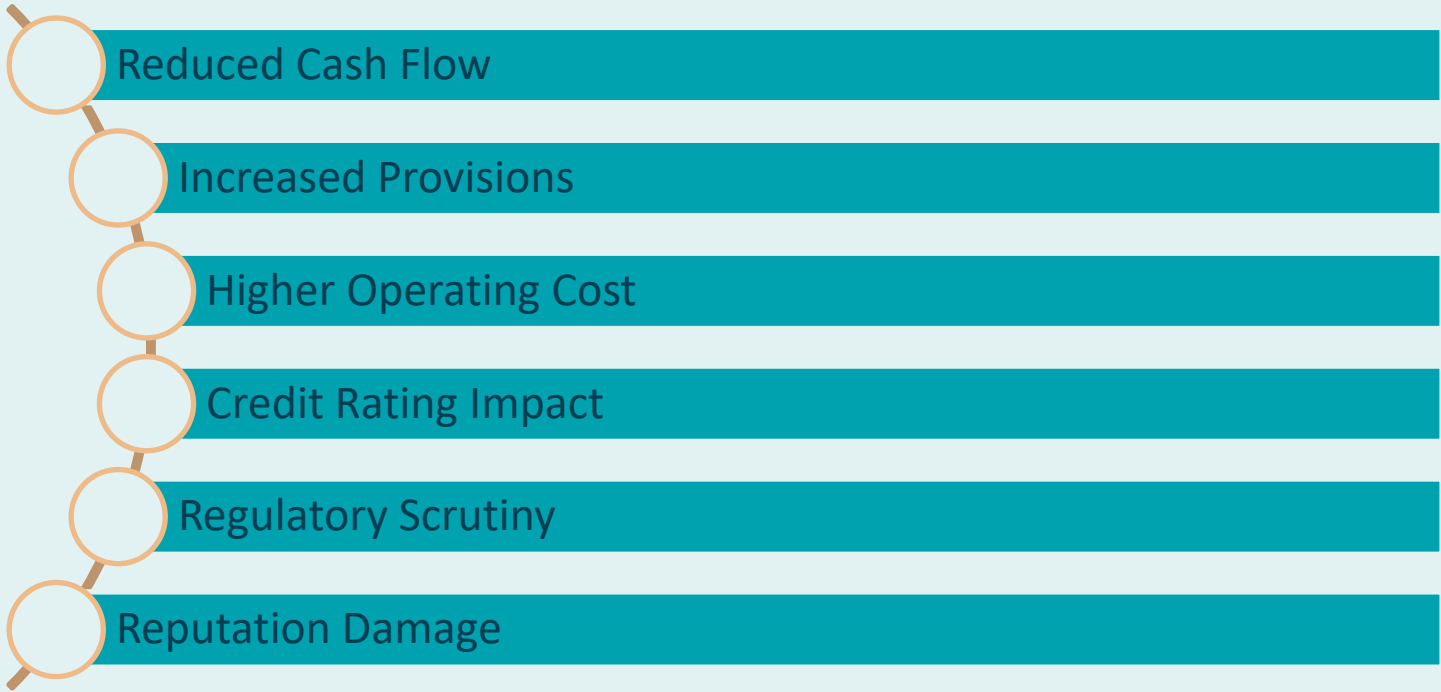 Reduced Cash Flow
Increased Provisions
Higher Operating Cost
Credit Rating Impact
Regulatory Scrutiny
Reputation Damage